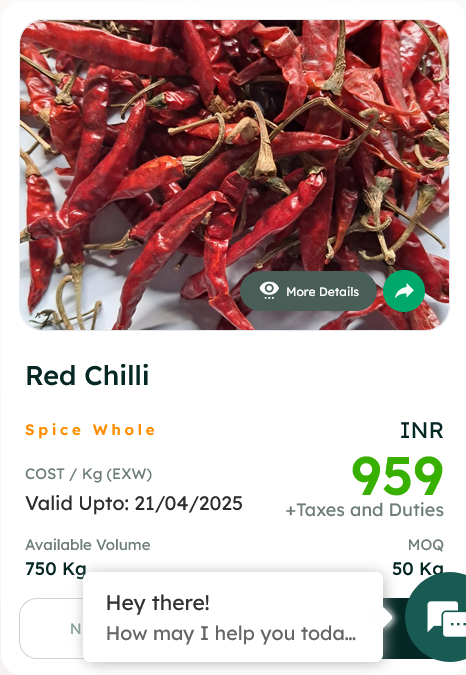 More Details
Red Chilli
Spice Whole
INR
COST / Kg (EXW)
959
Valid Upto: 21/04/2025
+Taxes and Duties
Available Volume
MOQ
750 Kg
50 Kg
Hey there!
How may I help you toda...